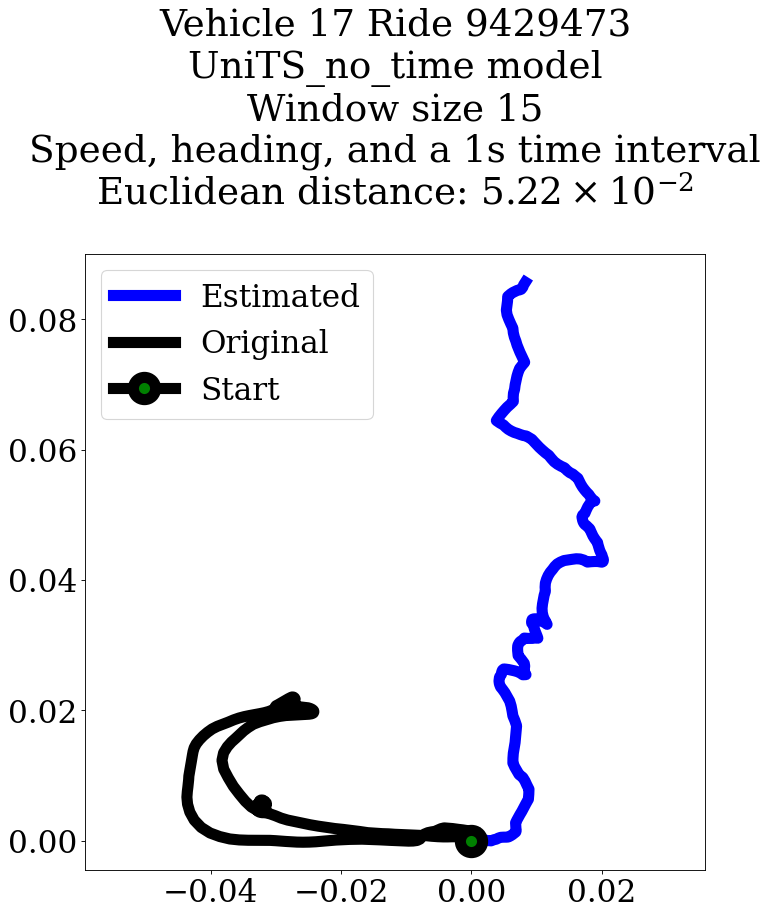 Vehicle 17 Ride 9429473
UniTS_no_time model
Window size 15
Speed, heading, and a 1s time interval
Euclidean distance: 5.22 × 10⁻²
Estimated
Original
Start
0.08
0.06
0.04
0.02
0.00
−0.04 −0.02 0.00 0.02